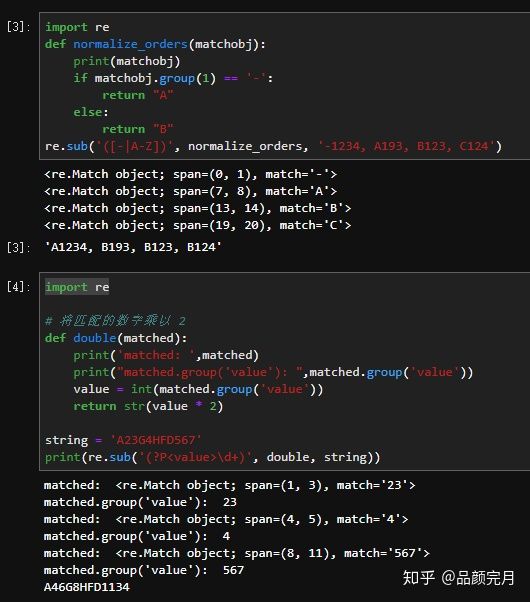 [3]:
import re
def normalize_orders(matchobj):
    print(matchobj)
    if matchobj.group(1) == '-':
        return "A"
    else:
        return "B"
re.sub('([-|A-Z])', normalize_orders, '-1234, A193, B123, C124')
<re.Match object; span=(0, 1), match='-'>
<re.Match object; span=(7, 8), match='A'>
<re.Match object; span=(13, 14), match='B'>
<re.Match object; span=(19, 20), match='C'>
[3]: 'A1234, B193, B123, B124'
[4]:
import re
# 将匹配的数字乘以 2
def double(matched):
    print('matched: ',matched)
    print("matched.group('value'): ",matched.group('value'))
    value = int(matched.group('value'))
    return str(value * 2)
string = 'A23G4HFD567'
print(re.sub('(?P<value>\d+)', double, string))
matched:  <re.Match object; span=(1, 3), match='23'>
matched.group('value'):  23
matched:  <re.Match object; span=(4, 5), match='4'>
matched.group('value'):  4
matched:  <re.Match object; span=(8, 11), match='567'>
matched.group('value'):  567
A46G8HFD1134
知乎 @品颜完月